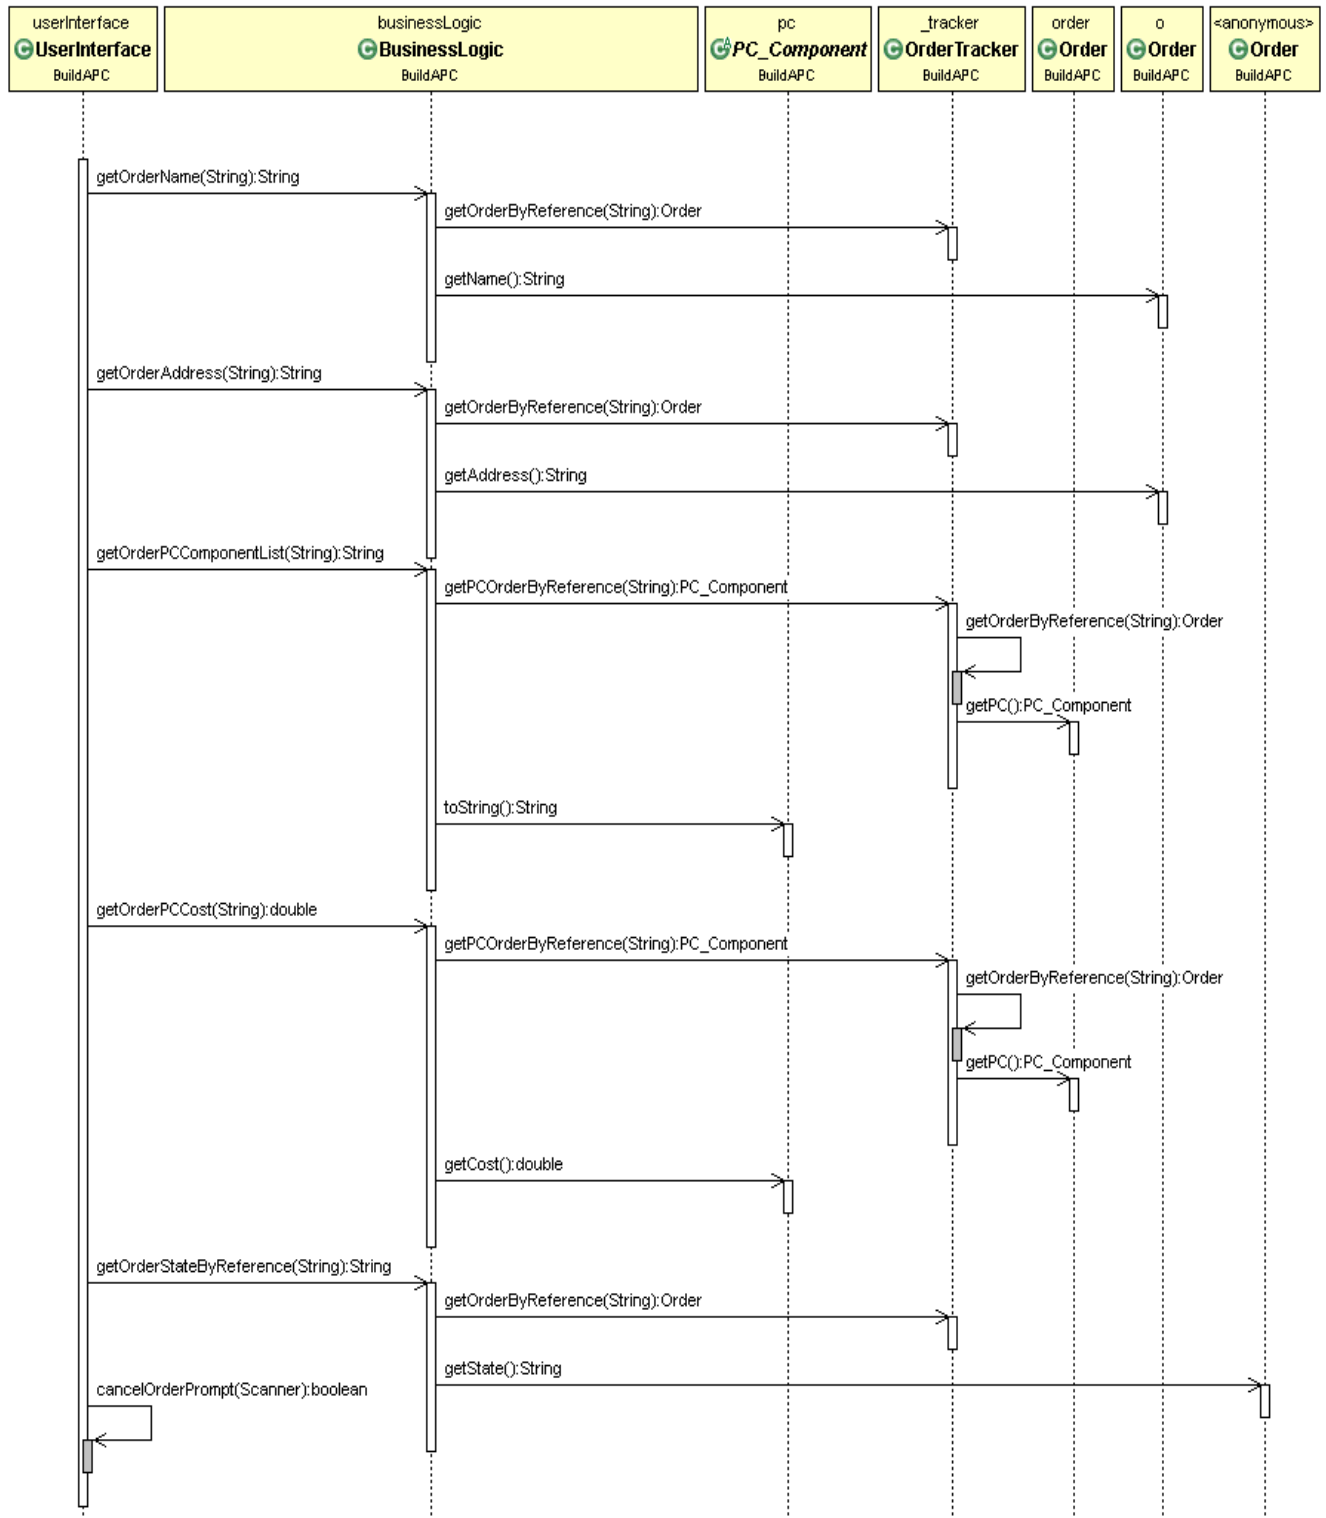 userInterface
UserInterface
BuildAPC
businessLogic
BusinessLogic
BuildAPC
pc
PC_Component
BuildAPC
_tracker
OrderTracker
BuildAPC
order
Order
BuildAPC
o
Order
BuildAPC
<anonymous>
Order
BuildAPC
getOrderName(String):String
getOrderByReference(String):Order
getName():String
getOrderAddress(String):String
getOrderByReference(String):Order
getAddress():String
getOrderPCComponentList(String):String
getPCOrderByReference(String):PC_Component
getOrderByReference(String):Order
getPC():PC_Component
toString():String
getOrderPCCost(String):double
getPCOrderByReference(String):PC_Component
getOrderByReference(String):Order
getPC():PC_Component
getCost():double
getOrderStateByReference(String):String
getOrderByReference(String):Order
getState():String
cancelOrderPrompt(Scanner):boolean